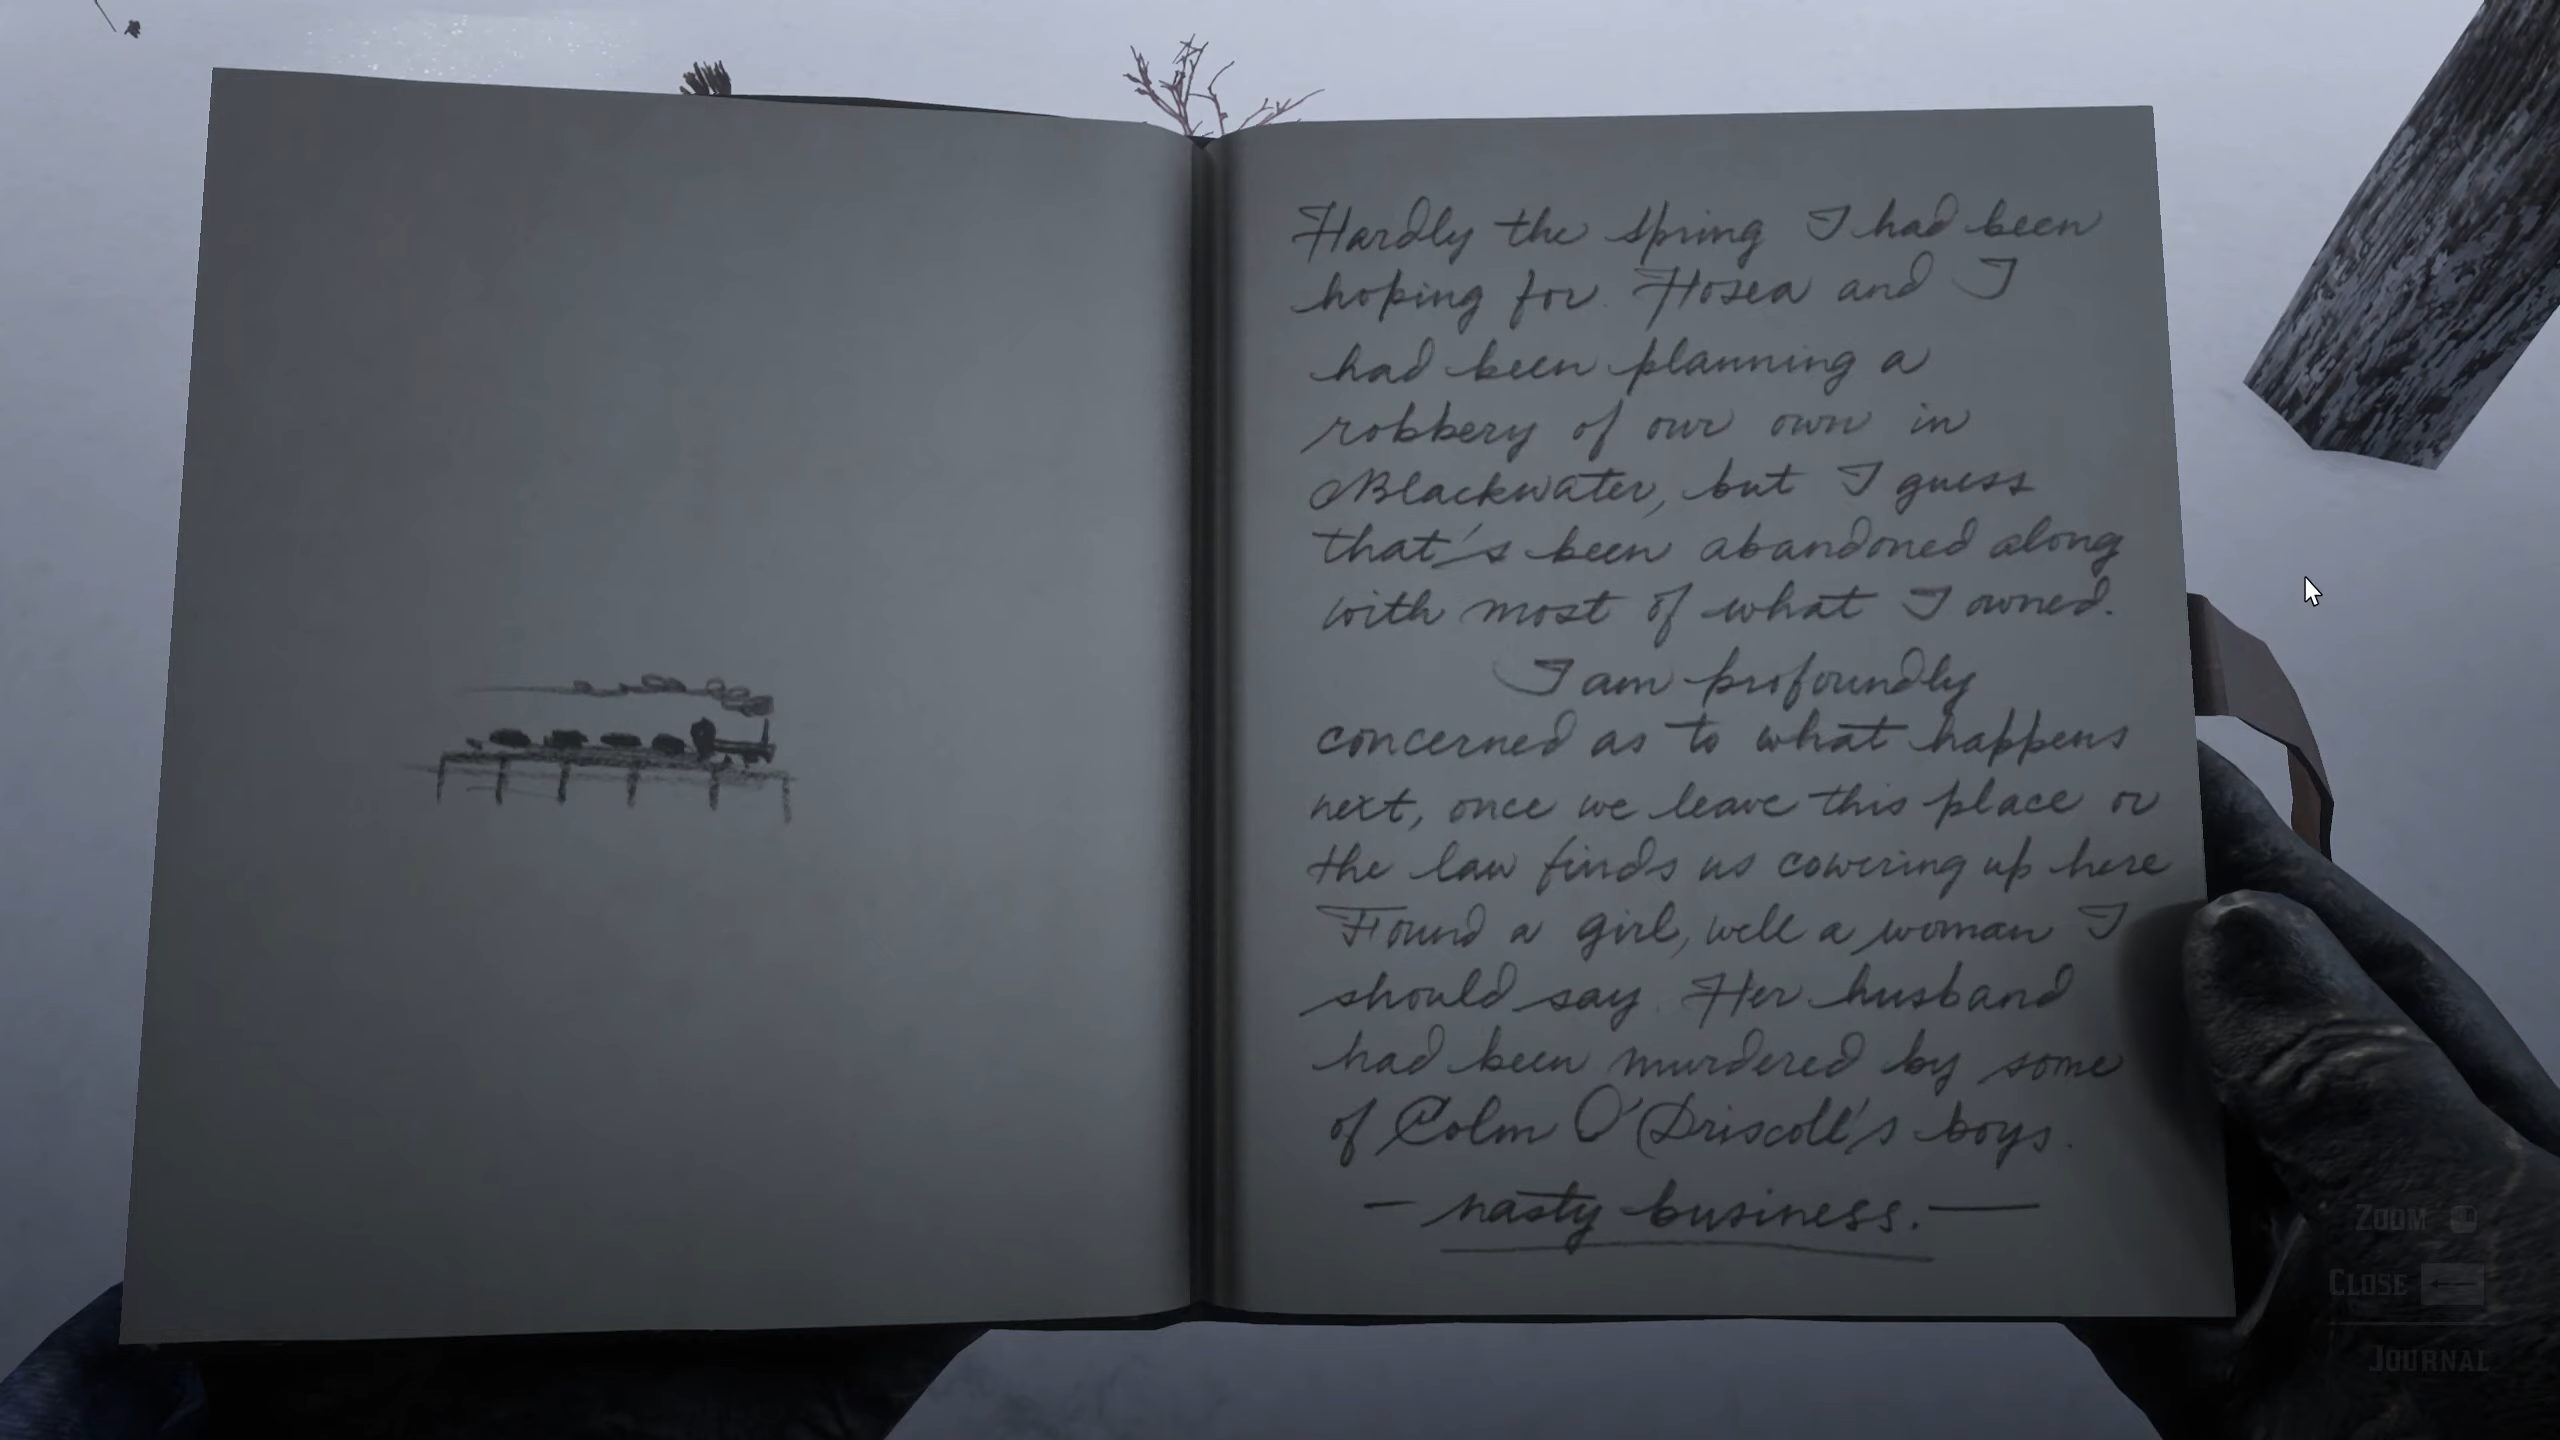 Hardly the spring I had been
hoping for. Hosea and I
had been planning a
robbery of our own in
Blackwater, but I guess
that's been abandoned along
with most of what I owned.
I am profoundly
concerned as to what happens
next, once we leave this place or
the law finds us cowering up here
Found a girl, well a woman I
should say. Her husband
had been murdered by some
of Colm O'Driscoll's boys.
— nasty business. —
ZOOM
CLOSE
JOURNAL